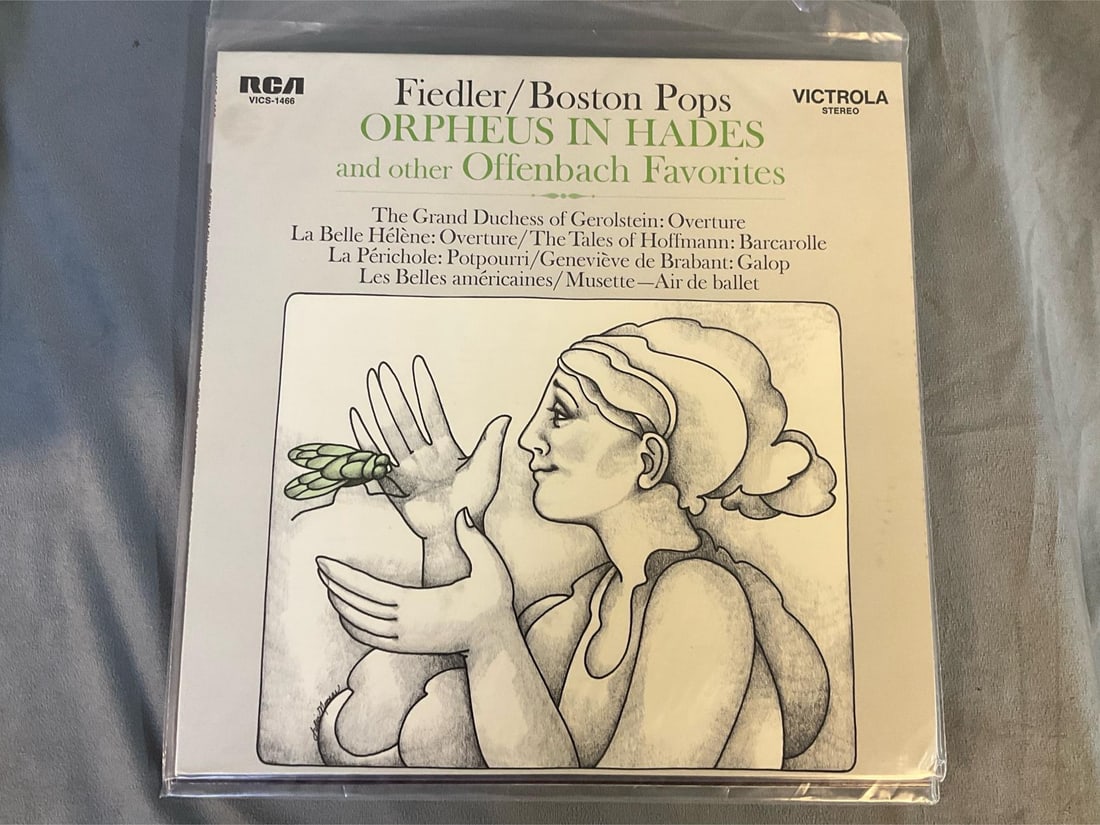 RCA
VICS-1466
Fiedler/Boston Pops
VICTROLA
STEREO
ORPHEUS IN HADES
and other Offenbach Favorites
The Grand Duchess of Gerolstein: Overture
La Belle Hélène: Overture/The Tales of Hoffmann: Barcarolle
La Périchole: Potpourri/Geneviève de Brabant: Galop
Les Belles américaines/Musette—Air de ballet